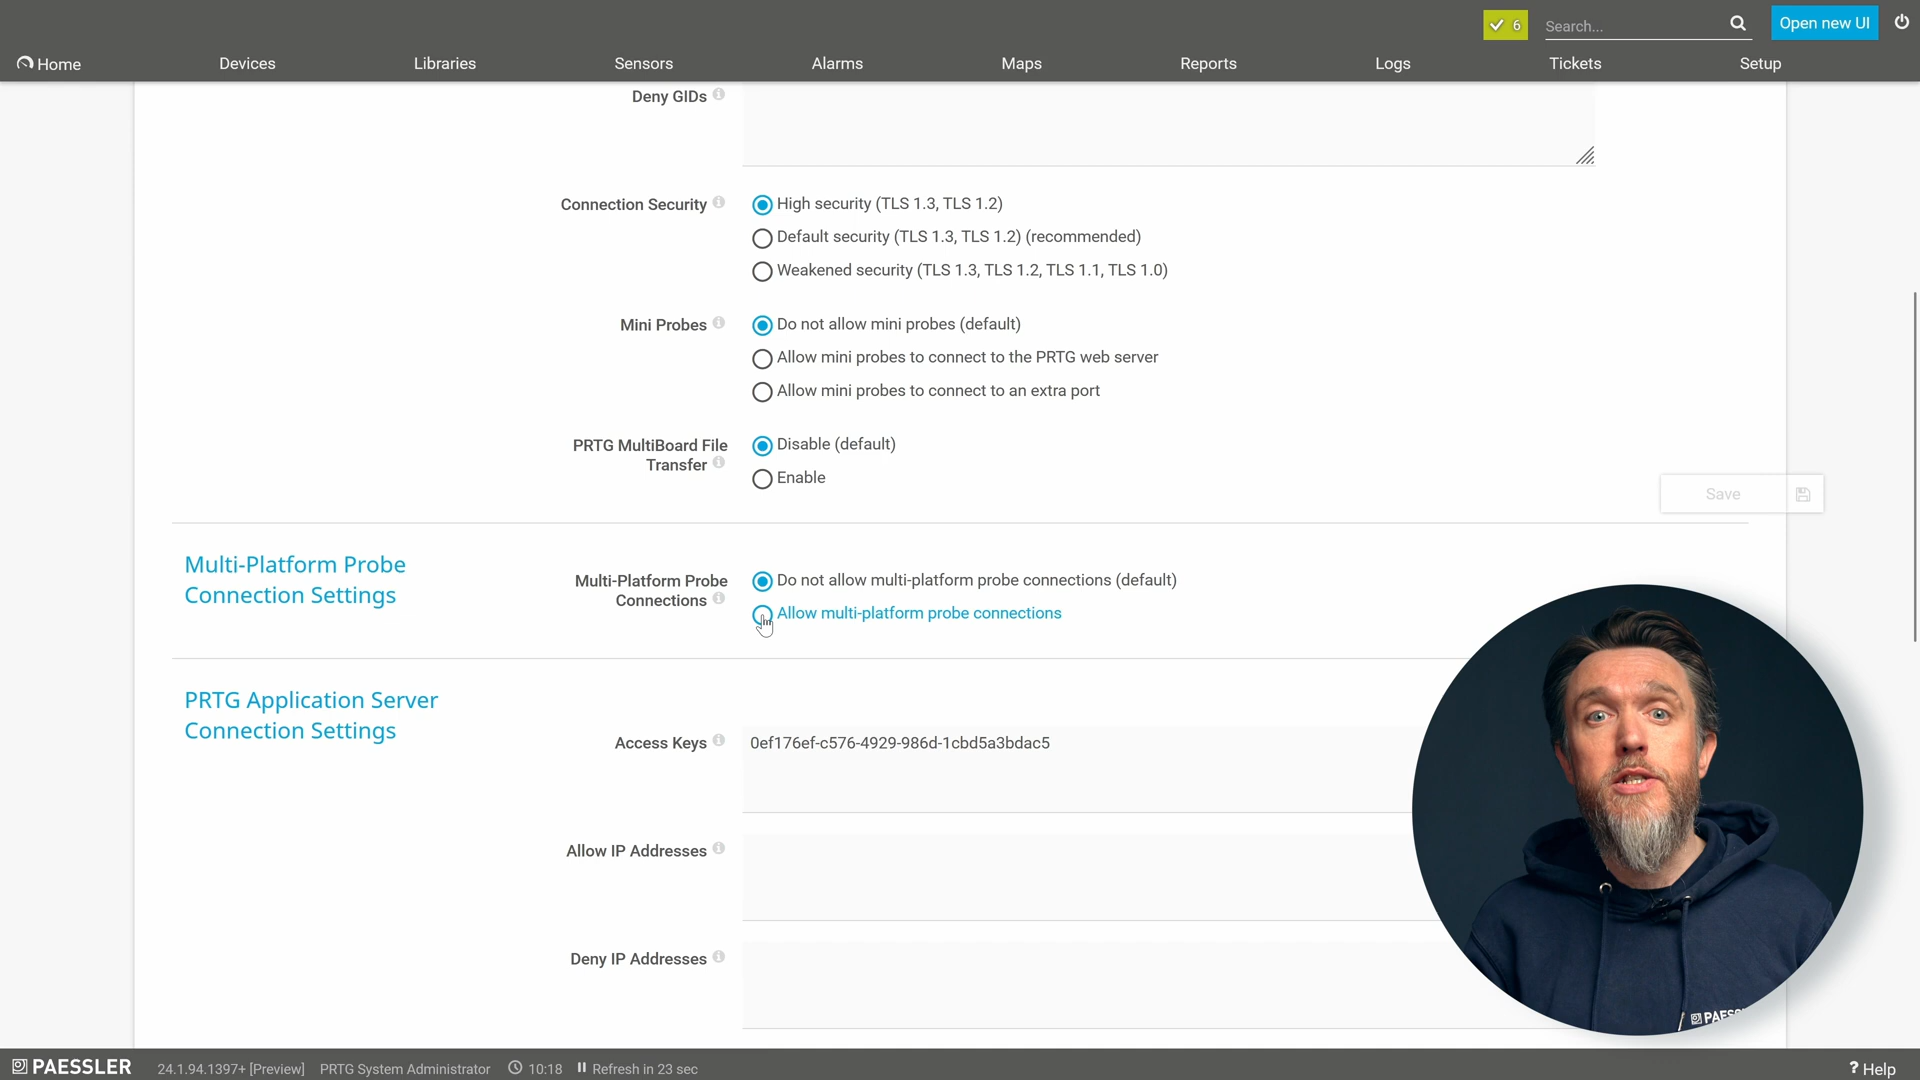 ✓ 6
Search...
Open new UI
Home
Devices
Libraries
Sensors
Alarms
Maps
Reports
Logs
Tickets
Setup
Deny GIDs
Connection Security
High security (TLS 1.3, TLS 1.2)
Default security (TLS 1.3, TLS 1.2) (recommended)
Weakened security (TLS 1.3, TLS 1.2, TLS 1.1, TLS 1.0)
Mini Probes
Do not allow mini probes (default)
Allow mini probes to connect to the PRTG web server
Allow mini probes to connect to an extra port
PRTG MultiBoard File
Transfer
Disable (default)
Enable
Save
Multi-Platform Probe
Connection Settings
Multi-Platform Probe
Connections
Do not allow multi-platform probe connections (default)
Allow multi-platform probe connections
PRTG Application Server
Connection Settings
Access Keys
0ef176ef-c576-4929-986d-1cbd5a3bdac5
Allow IP Addresses
Deny IP Addresses
PAESSLER
24.1.94.1397+ [Preview]
PRTG System Administrator
10:18
Refresh in 23 sec
? Help